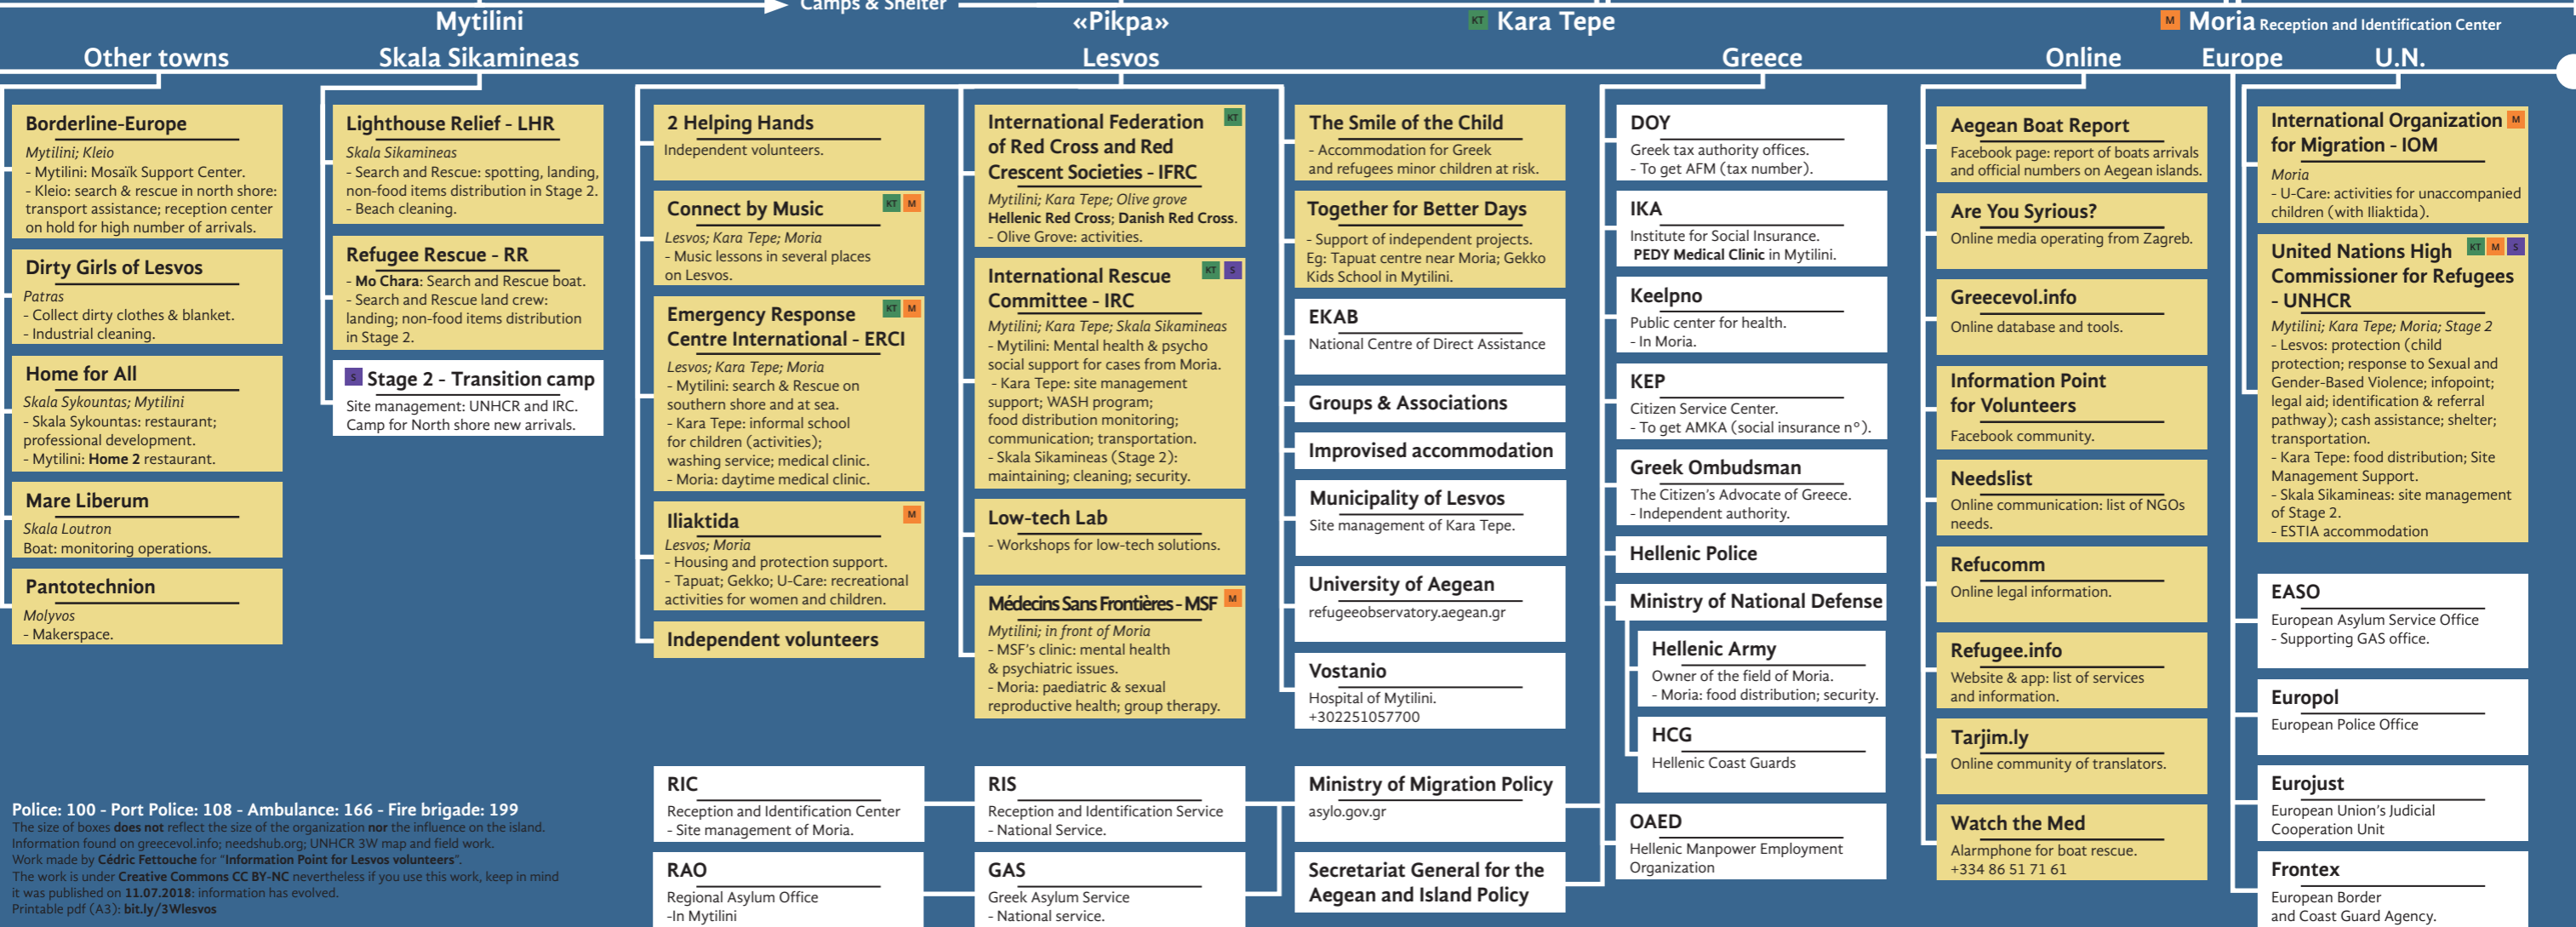 Camps & Shelter
Mytilini
«Pikpa»
KT Kara Tepe
M Moria Reception and Identification Center
Other towns
Skala Sikamineas
Lesvos
Greece
Online
Europe
U.N.
Borderline-Europe
Mytilini; Kleio
- Mytilini: Mosaïk Support Center.
- Kleio: search & rescue in north shore:
transport assistance; reception center
on hold for high number of arrivals.
Dirty Girls of Lesvos
Patras
- Collect dirty clothes & blanket.
- Industrial cleaning.
Home for All
Skala Sykountas; Mytilini
- Skala Sykountas: restaurant;
professional development.
- Mytilini: Home 2 restaurant.
Mare Liberum
Skala Loutron
Boat: monitoring operations.
Pantotechnion
Molyvos
- Makerspace.
Lighthouse Relief - LHR
Skala Sikamineas
- Search and Rescue: spotting, landing,
non-food items distribution in Stage 2.
- Beach cleaning.
Refugee Rescue - RR
- Mo Chara: Search and Rescue boat.
- Search and Rescue land crew:
landing; non-food items distribution
in Stage 2.
S Stage 2 - Transition camp
Site management: UNHCR and IRC.
Camp for North shore new arrivals.
2 Helping Hands
Independent volunteers.
Connect by Music KT M
Lesvos; Kara Tepe; Moria
- Music lessons in several places
on Lesvos.
Emergency Response KT M
Centre International - ERCI
Lesvos; Kara Tepe; Moria
- Mytilini: search & Rescue on
southern shore and at sea.
- Kara Tepe: informal school
for children (activities);
washing service; medical clinic.
- Moria: daytime medical clinic.
Iliaktida M
Lesvos; Moria
- Housing and protection support.
- Tapuat; Gekko; U-Care: recreational
activities for women and children.
Independent volunteers
International Federation KT
of Red Cross and Red
Crescent Societies - IFRC
Mytilini; Kara Tepe; Olive grove
Hellenic Red Cross; Danish Red Cross.
- Olive Grove: activities.
International Rescue KT S
Committee - IRC
Mytilini; Kara Tepe; Skala Sikamineas
- Mytilini: Mental health & psycho
social support for cases from Moria.
- Kara Tepe: site management
support; WASH program;
food distribution monitoring;
communication; transportation.
- Skala Sikamineas (Stage 2):
maintaining; cleaning; security.
Low-tech Lab
- Workshops for low-tech solutions.
Médecins Sans Frontières - MSF M
Mytilini; in front of Moria
- MSF's clinic: mental health
& psychiatric issues.
- Moria: paediatric & sexual
reproductive health; group therapy.
The Smile of the Child
- Accommodation for Greek
and refugees minor children at risk.
Together for Better Days
- Support of independent projects.
Eg: Tapuat centre near Moria; Gekko
Kids School in Mytilini.
EKAB
National Centre of Direct Assistance
Groups & Associations
Improvised accommodation
Municipality of Lesvos
Site management of Kara Tepe.
University of Aegean
refugeeobservatory.aegean.gr
Vostanio
Hospital of Mytilini.
+302251057700
DOY
Greek tax authority offices.
- To get AFM (tax number).
IKA
Institute for Social Insurance.
PEDY Medical Clinic in Mytilini.
Keelpno
Public center for health.
- In Moria.
KEP
Citizen Service Center.
- To get AMKA (social insurance n°).
Greek Ombudsman
The Citizen's Advocate of Greece.
- Independent authority.
Hellenic Police
Ministry of National Defense
Hellenic Army
Owner of the field of Moria.
- Moria: food distribution; security.
HCG
Hellenic Coast Guards
OAED
Hellenic Manpower Employment
Organization
Aegean Boat Report
Facebook page: report of boats arrivals
and official numbers on Aegean islands.
Are You Syrious?
Online media operating from Zagreb.
Greecevol.info
Online database and tools.
Information Point
for Volunteers
Facebook community.
Needslist
Online communication: list of NGOs
needs.
Refucomm
Online legal information.
Refugee.info
Website & app: list of services
and information.
Tarjim.ly
Online community of translators.
Watch the Med
Alarmphone for boat rescue.
+334 86 51 71 61
International Organization M
for Migration - IOM
Moria
- U-Care: activities for unaccompanied
children (with Iliaktida).
United Nations High KT M S
Commissioner for Refugees
- UNHCR
Mytilini; Kara Tepe; Moria; Stage 2
- Lesvos: protection (child
protection; response to Sexual and
Gender-Based Violence; infopoint;
legal aid; identification & referral
pathway); cash assistance; shelter;
transportation.
- Kara Tepe: food distribution; Site
Management Support.
- Skala Sikamineas: site management
of Stage 2.
- ESTIA accommodation
EASO
European Asylum Service Office
- Supporting GAS office.
Europol
European Police Office
Eurojust
European Union's Judicial
Cooperation Unit
Frontex
European Border
and Coast Guard Agency.
RIC
Reception and Identification Center
- Site management of Moria.
RIS
Reception and Identification Service
- National Service.
Ministry of Migration Policy
asylo.gov.gr
RAO
Regional Asylum Office
-In Mytilini
GAS
Greek Asylum Service
- National service.
Secretariat General for the
Aegean and Island Policy
Police: 100 - Port Police: 108 - Ambulance: 166 - Fire brigade: 199
The size of boxes does not reflect the size of the organization nor the influence on the island.
Information found on greecevol.info; needshub.org; UNHCR 3W map and field work.
Work made by Cédric Fettouche for "Information Point for Lesvos volunteers".
The work is under Creative Commons CC BY-NC nevertheless if you use this work, keep in mind
it was published on 11.07.2018: information has evolved.
Printable pdf (A3): bit.ly/3Wlesvos